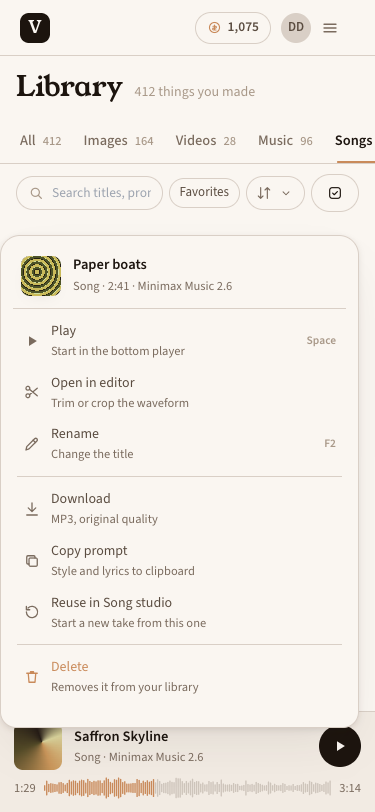 V
1,075
DD
Library
412 things you made
All 412
Images 164
Videos 28
Music 96
Songs
Search titles, pror
Favorites
Paper boats
Song · 2:41 · Minimax Music 2.6
Play
Space
Start in the bottom player
Open in editor
Trim or crop the waveform
Rename
F2
Change the title
Download
MP3, original quality
Copy prompt
Style and lyrics to clipboard
Reuse in Song studio
Start a new take from this one
Delete
Removes it from your library
Saffron Skyline
Song · Minimax Music 2.6
1:29
3:14